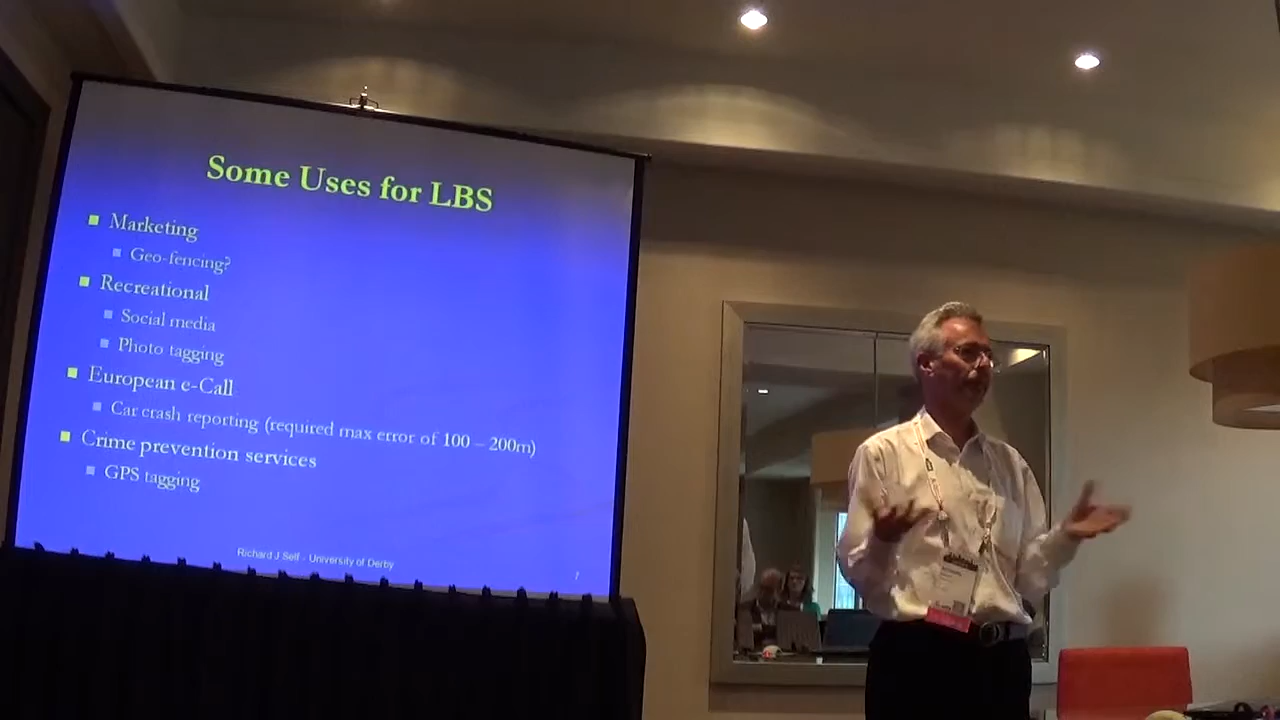 Some Uses for LBS
Marketing
Geo-fencing?
Recreational
Social media
Photo tagging
European e-Call
Car crash reporting (required max error of 100 – 200m)
Crime prevention services
GPS tagging
Richard J Self - University of Derby
7